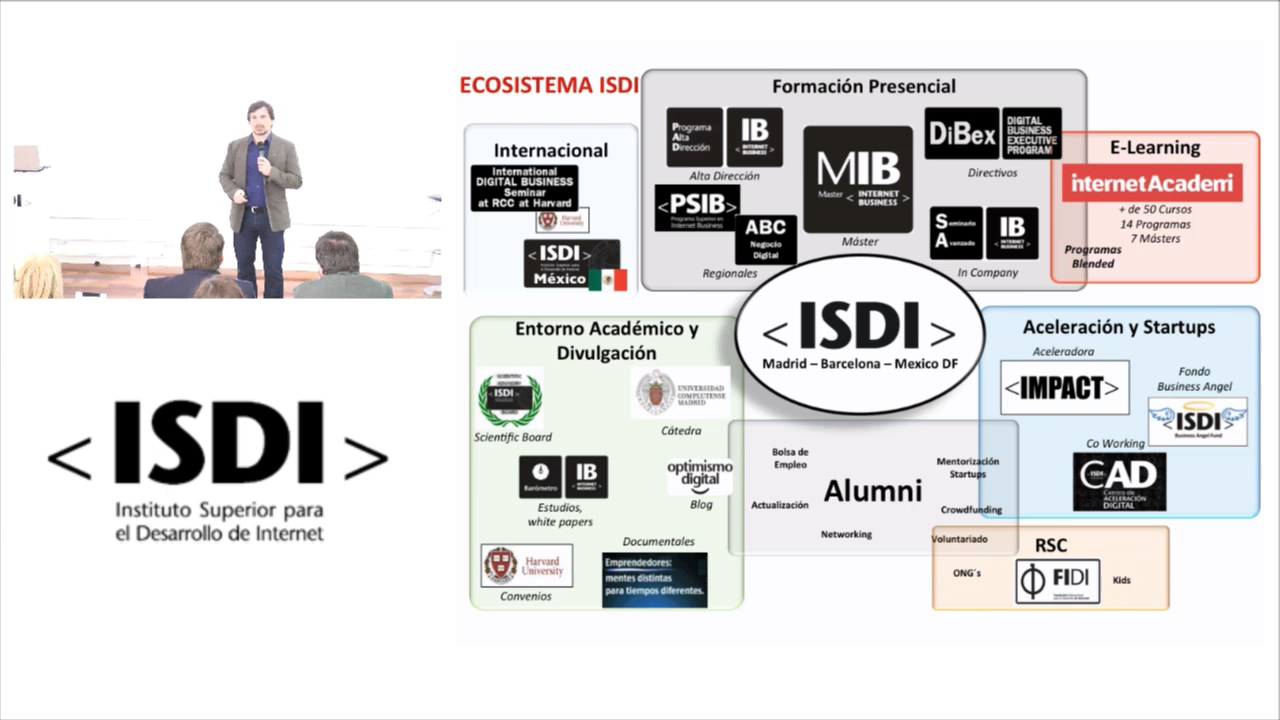 ECOSISTEMA ISDI
Internacional
International
DIGITAL BUSINESS
Seminar
at RCC at Harvard
Harvard
<ISDI>
México
Formación Presencial
Programa
Alta
Dirección
IB
< INTERNET >
BUSINESS
Alta Dirección
<PSIB>
Programa Superior en
Internet Business
ABC
Negocio
Digital
Regionales
MIB
Master < INTERNET >
BUSINESS
Máster
DiBex
DIGITAL
BUSINESS
EXECUTIVE
PROGRAM
Directivos
Seminario
Avanzado
IB
< INTERNET >
BUSINESS
In Company
E-Learning
internetAcademi
+ de 50 Cursos
14 Programas
7 Másters
Programas
Blended
<ISDI>
Madrid – Barcelona – Mexico DF
Entorno Académico y
Divulgación
SCIENTIFIC
ADVISORY
ISDI
BOARD
Scientific Board
UNIVERSIDAD
COMPLUTENSE
MADRID
Cátedra
Barómetro
IB
< INTERNET >
BUSINESS
Estudios,
white papers
optimismo
digital
Blog
Harvard
University
Convenios
Documentales
Emprendedores:
mentes distintas
para tiempos diferentes.
Bolsa de
Empleo
Actualización
Alumni
Networking
Mentorización
Startups
Crowdfunding
Voluntariado
Aceleración y Startups
Aceleradora
<IMPACT>
Fondo
Business Angel
<ISDI>
Business Angel Fund
Co Working
<ISDI>
CAD
Centro de
ACELERACIÓN
DIGITAL
RSC
ONG´s
FIDI
Kids
< ISDI >
Instituto Superior para
el Desarrollo de Internet